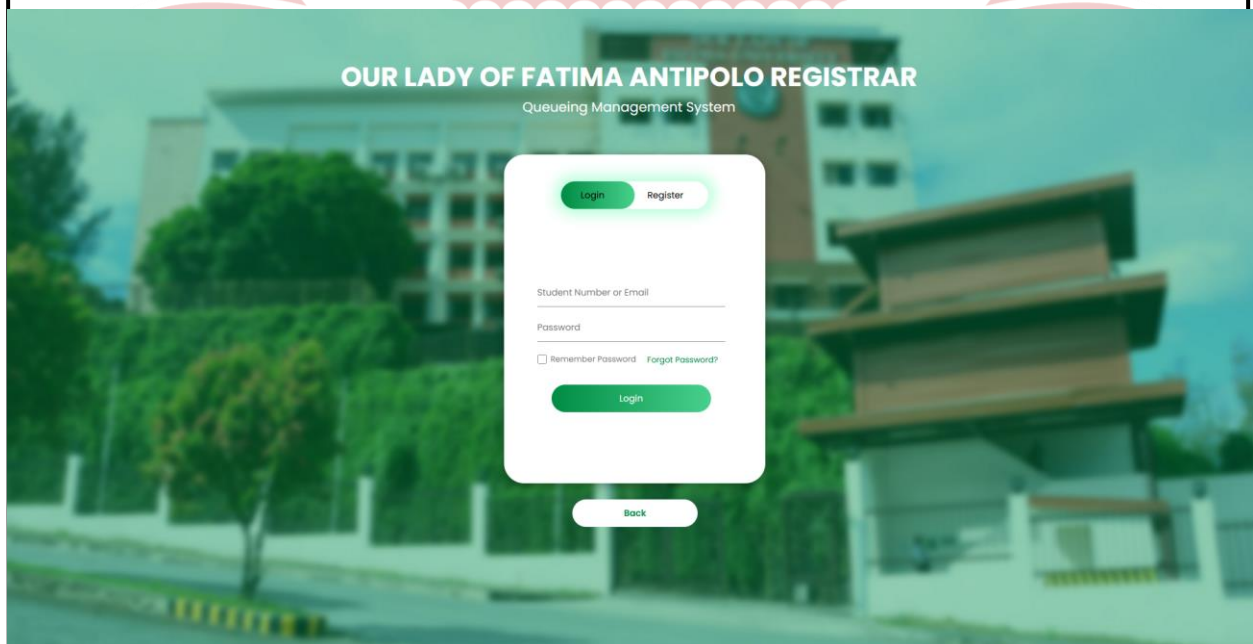 OUR LADY OF FATIMA ANTIPOLO REGISTRAR
Queueing Management System
Login Register
Student Number or Email
Password
Remember Password Forgot Password?
Login
Back